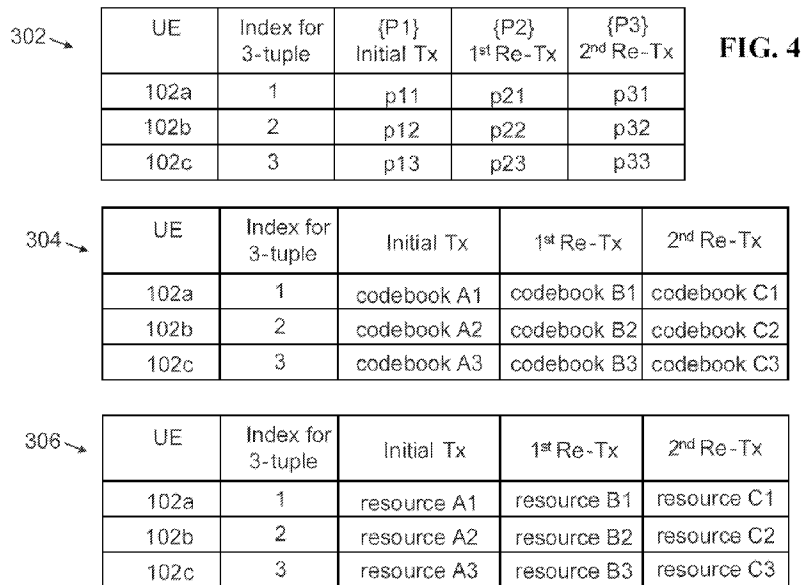 302
UE Index for 3-tuple {P1} Initial Tx {P2} 1st Re-Tx {P3} 2nd Re-Tx
FIG. 4
102a 1 p11 p21 p31
102b 2 p12 p22 p32
102c 3 p13 p23 p33
304
UE Index for 3-tuple Initial Tx 1st Re-Tx 2nd Re-Tx
102a 1 codebook A1 codebook B1 codebook C1
102b 2 codebook A2 codebook B2 codebook C2
102c 3 codebook A3 codebook B3 codebook C3
306
UE Index for 3-tuple Initial Tx 1st Re-Tx 2nd Re-Tx
102a 1 resource A1 resource B1 resource C1
102b 2 resource A2 resource B2 resource C2
102c 3 resource A3 resource B3 resource C3